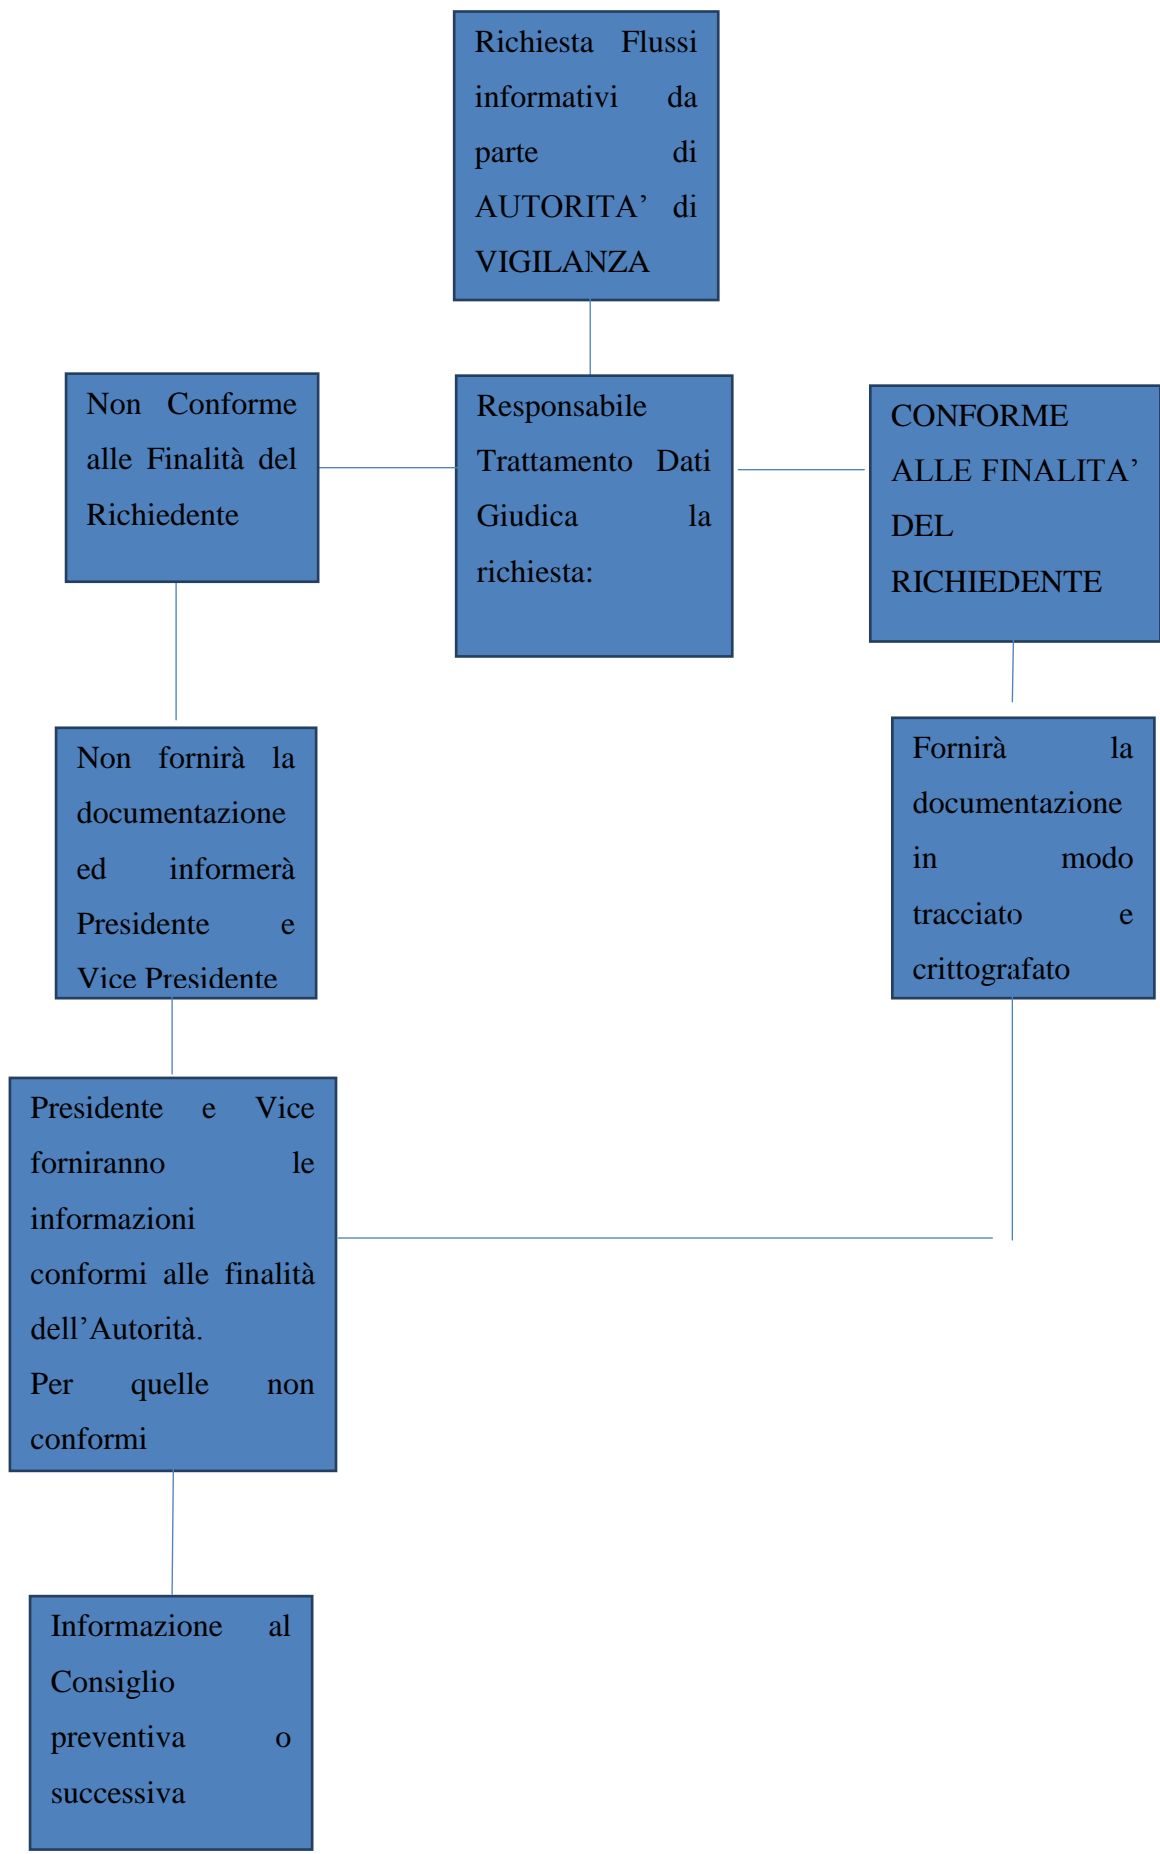 Richiesta Flussi
informativi da
parte di
AUTORITA’ di
VIGILANZA
Non Conforme
alle Finalità del
Richiedente
Responsabile
Trattamento Dati
Giudica la
richiesta:
CONFORME
ALLE FINALITA’
DEL
RICHIEDENTE
Non fornirà la
documentazione
ed informerà
Presidente e
Vice Presidente
Fornirà la
documentazione
in modo
tracciato e
crittografato
Presidente e Vice
forniranno le
informazioni
conformi alle finalità
dell’Autorità.
Per quelle non
conformi
Informazione al
Consiglio
preventiva o
successiva